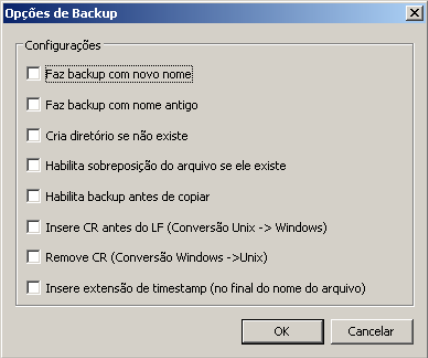 Opções de Backup
Configurações
Faz backup com novo nome
Faz backup com nome antigo
Cria diretório se não existe
Habilita sobreposição do arquivo se ele existe
Habilita backup antes de copiar
Insere CR antes do LF (Conversão Unix -> Windows)
Remove CR (Conversão Windows ->Unix)
Insere extensão de timestamp (no final do nome do arquivo)
OK
Cancelar